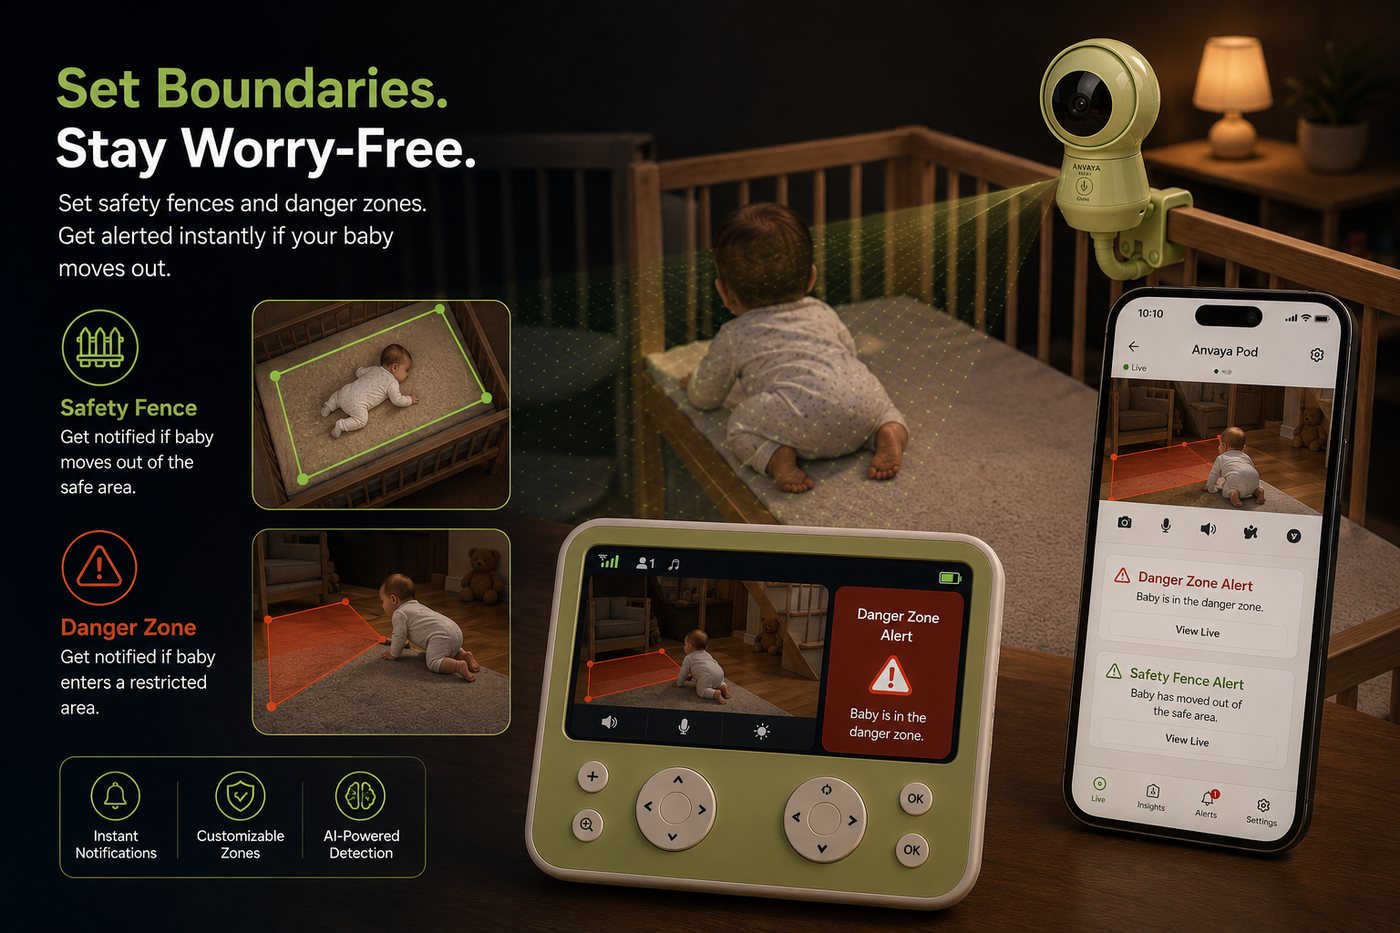 Set Boundaries.
Stay Worry-Free.
Set safety fences and danger zones.
Get alerted instantly if your baby
moves out.
Safety Fence
Get notified if baby
moves out of the
safe area.
Danger Zone
Get notified if baby
enters a restricted
area.
Instant
Notifications
Customizable
Zones
AI-Powered
Detection
ANVAYA
1
Danger Zone
Alert
Baby is in the
danger zone.
OK
OK
10:10
Anvaya Pod
Live
Danger Zone Alert
Baby is in the danger zone.
View Live
Safety Fence Alert
Baby has moved out of
the safe area.
View Live
Live
Insights
1
Alerts
Settings